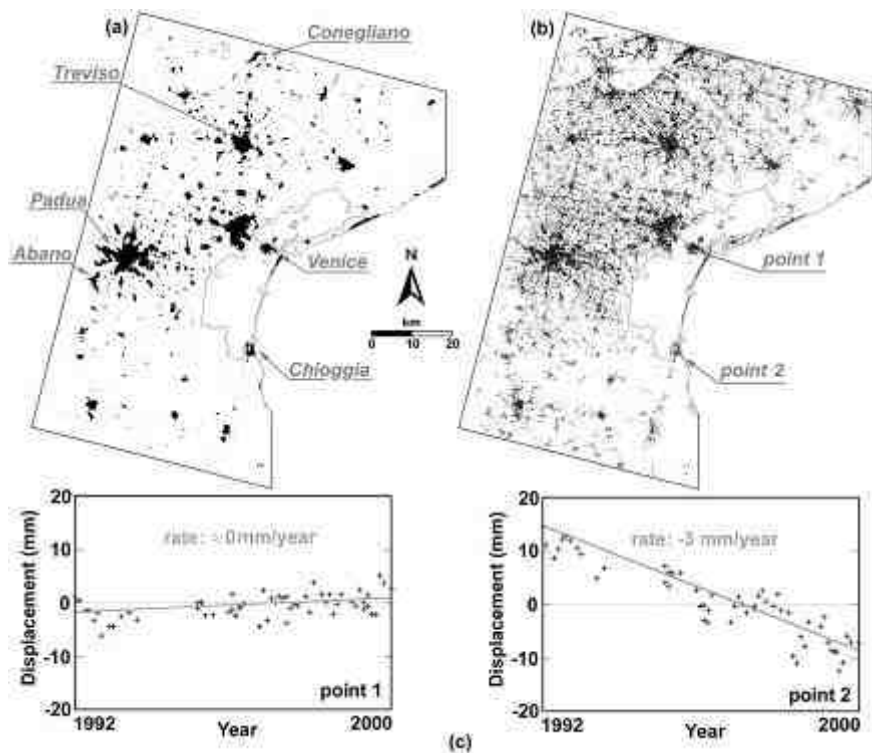 (a)
Conegliano
Treviso
Padua
Abano
Venice
Chioggia
N
km
0 10 20
(b)
point 1
point 2
Displacement (mm)
20
10
0
-10
-20
rate: ≈0mm/year
point 1
1992
Year
2000
Displacement (mm)
20
10
0
-10
-20
rate: -3 mm/year
point 2
1992
Year
2000
(c)